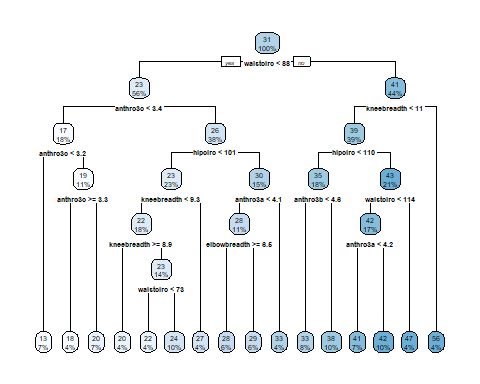 31
100%
yes waistcirc < 88 no
23
56%
41
44%
anthro3c < 3.4
kneebreadth < 11
17
18%
26
38%
39
39%
anthro3c < 3.2
hipcirc < 101
hipcirc < 110
19
11%
23
23%
30
15%
35
18%
43
21%
anthro3c >= 3.3
kneebreadth < 9.3
anthro3a < 4.1
anthro3b < 4.6
waistcirc < 114
22
18%
28
11%
42
17%
kneebreadth >= 8.9
elbowbreadth >= 6.5
anthro3a < 4.2
23
14%
waistcirc < 73
13 18 20 20 22 24 27 28 29 33 33 38 41 42 47 56
7% 4% 7% 4% 4% 10% 4% 6% 6% 4% 8% 10% 7% 10% 4% 4%